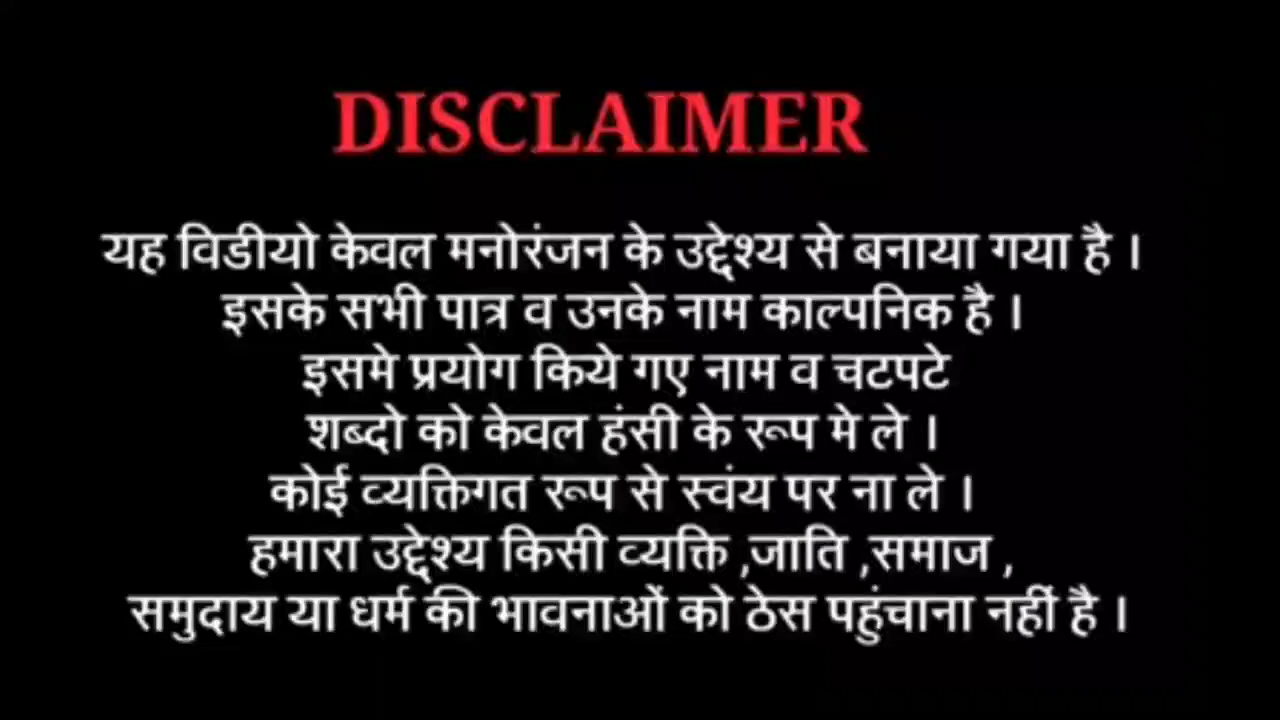 DISCLAIMER
यह विडीयो केवल मनोरंजन के उद्देश्य से बनाया गया है ।
इसके सभी पात्र व उनके नाम काल्पनिक है ।
इसमे प्रयोग किये गए नाम व चटपटे
शब्दो को केवल हंसी के रूप मे ले ।
कोई व्यक्तिगत रूप से स्वंय पर ना ले ।
हमारा उद्देश्य किसी व्यक्ति ,जाति ,समाज ,
समुदाय या धर्म की भावनाओं को ठेस पहुंचाना नहीं है ।